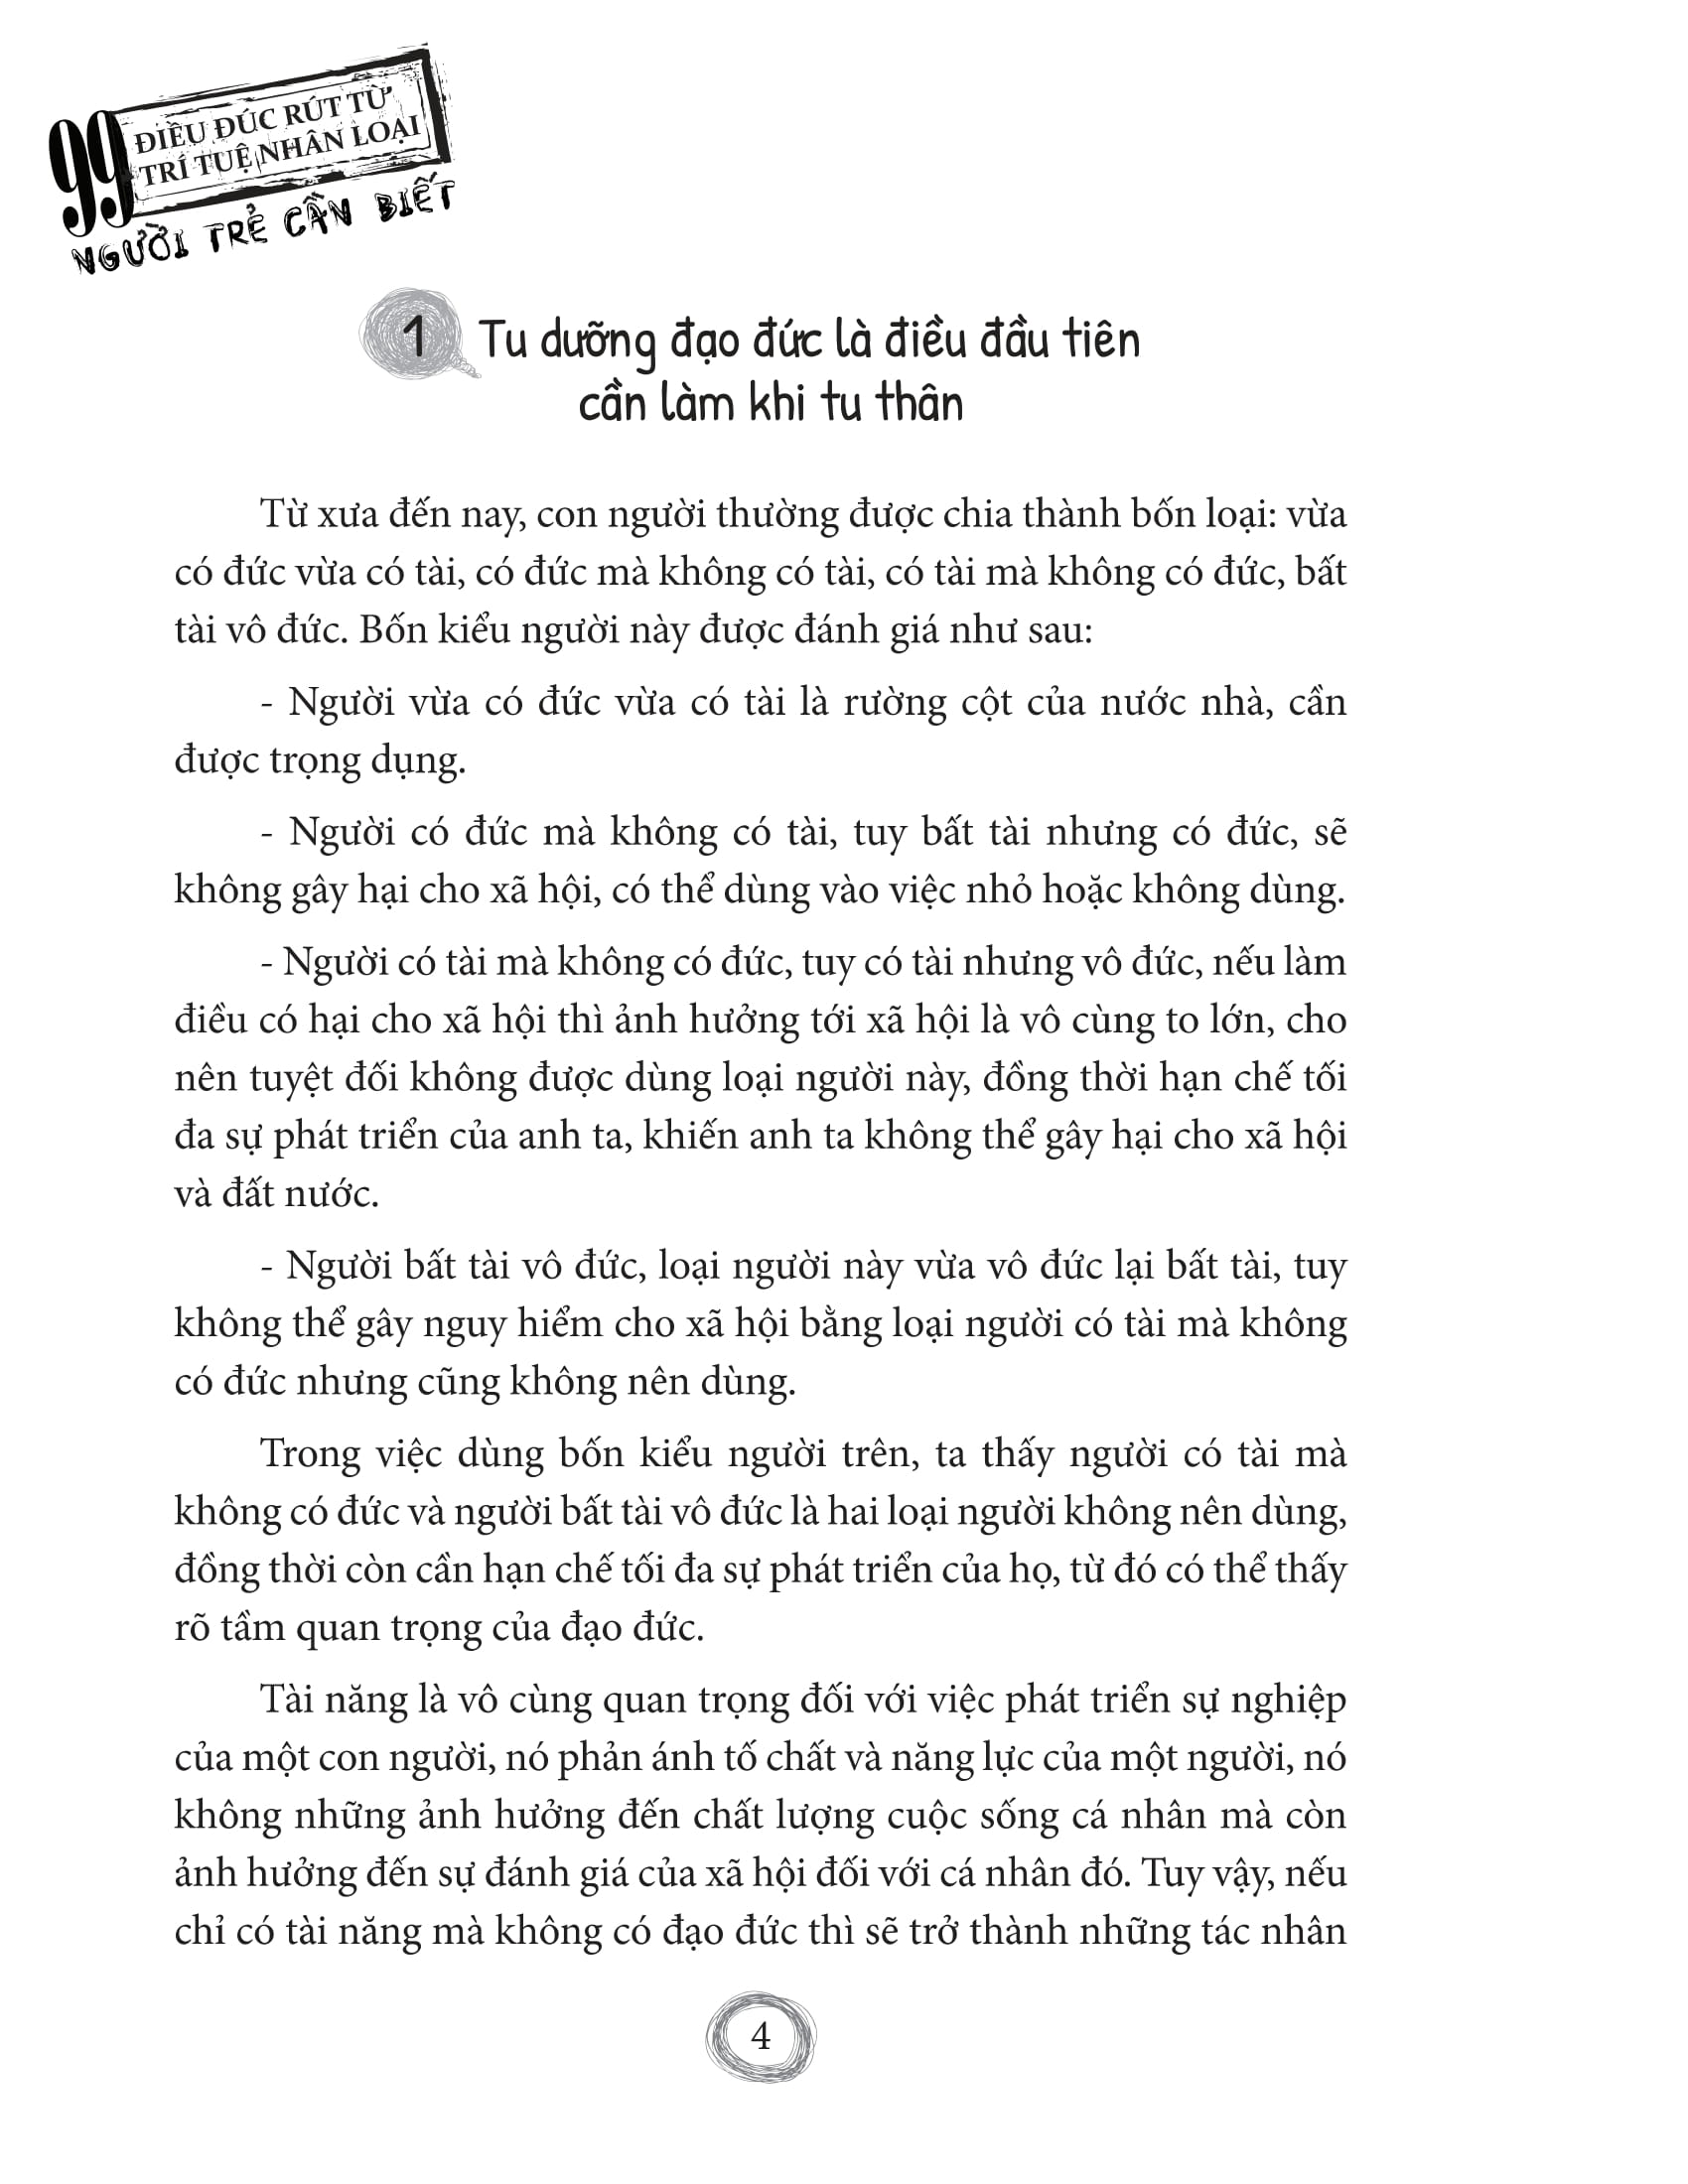 99 ĐIỀU ĐÚC RÚT TỪ
TRÍ TUỆ NHÂN LOẠI
NGƯỜI TRẺ CẦN BIẾT
1 Tu dưỡng đạo đức là điều đầu tiên
cần làm khi tu thân
Từ xưa đến nay, con người thường được chia thành bốn loại: vừa
có đức vừa có tài, có đức mà không có tài, có tài mà không có đức, bất
tài vô đức. Bốn kiểu người này được đánh giá như sau:
- Người vừa có đức vừa có tài là rường cột của nước nhà, cần
được trọng dụng.
- Người có đức mà không có tài, tuy bất tài nhưng có đức, sẽ
không gây hại cho xã hội, có thể dùng vào việc nhỏ hoặc không dùng.
- Người có tài mà không có đức, tuy có tài nhưng vô đức, nếu làm
điều có hại cho xã hội thì ảnh hưởng tới xã hội là vô cùng to lớn, cho
nên tuyệt đối không được dùng loại người này, đồng thời hạn chế tối
đa sự phát triển của anh ta, khiến anh ta không thể gây hại cho xã hội
và đất nước.
- Người bất tài vô đức, loại người này vừa vô đức lại bất tài, tuy
không thể gây nguy hiểm cho xã hội bằng loại người có tài mà không
có đức nhưng cũng không nên dùng.
Trong việc dùng bốn kiểu người trên, ta thấy người có tài mà
không có đức và người bất tài vô đức là hai loại người không nên dùng,
đồng thời còn cần hạn chế tối đa sự phát triển của họ, từ đó có thể thấy
rõ tầm quan trọng của đạo đức.
Tài năng là vô cùng quan trọng đối với việc phát triển sự nghiệp
của một con người, nó phản ánh tố chất và năng lực của một người, nó
không những ảnh hưởng đến chất lượng cuộc sống cá nhân mà còn
ảnh hưởng đến sự đánh giá của xã hội đối với cá nhân đó. Tuy vậy, nếu
chỉ có tài năng mà không có đạo đức thì sẽ trở thành những tác nhân
4